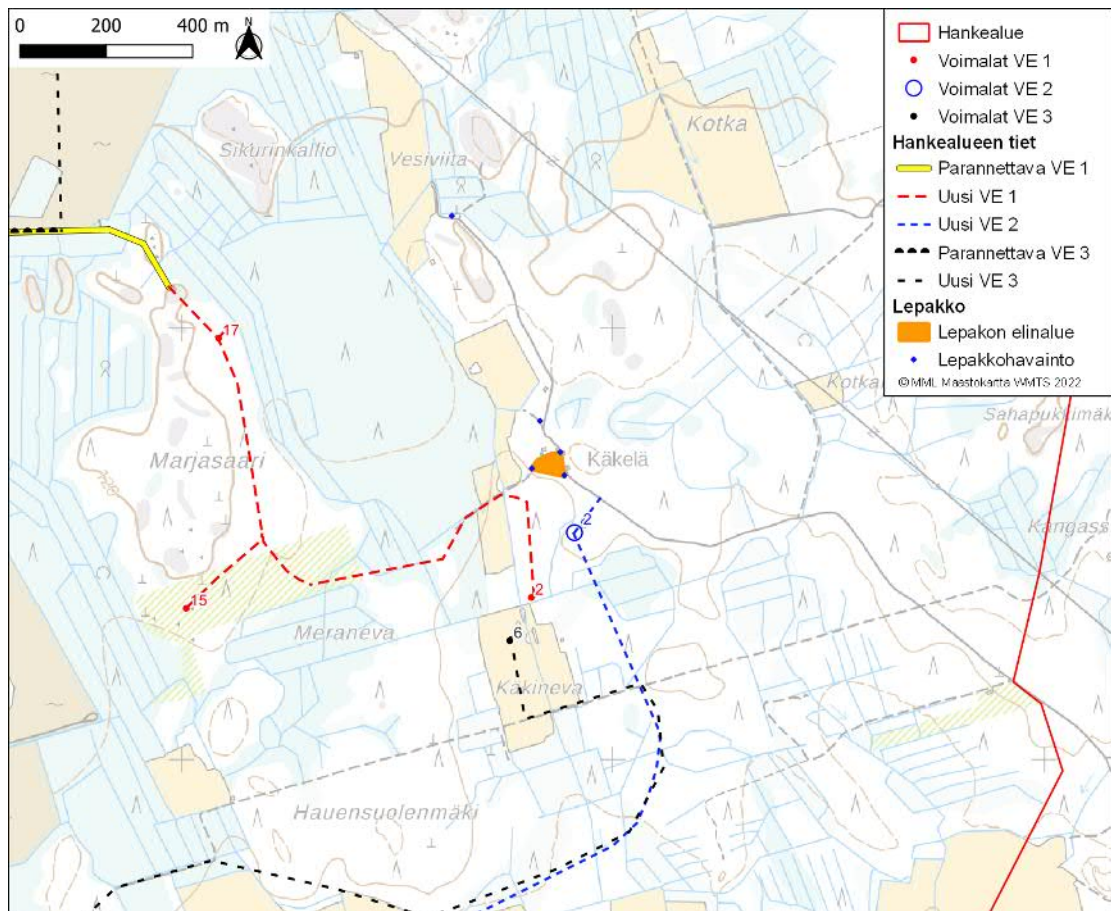 0 200 400 m
N
Hankealue
Voimalat VE 1
Voimalat VE 2
Voimalat VE 3
Hankealueen tiet
Parannettava VE 1
Uusi VE 1
Uusi VE 2
Parannettava VE 3
Uusi VE 3
Lepakko
Lepakon elinalue
Lepakkohavainto
© MML Maastokartta WMTS 2022
Kotka
Sikurinkallio
Vesiviita
17
Kotka
Sahapukkimäk
Marjasaari
Käkelä
2
Kangass
15
2
Meraneva
6
Käkineva
Hauensuolenmäki